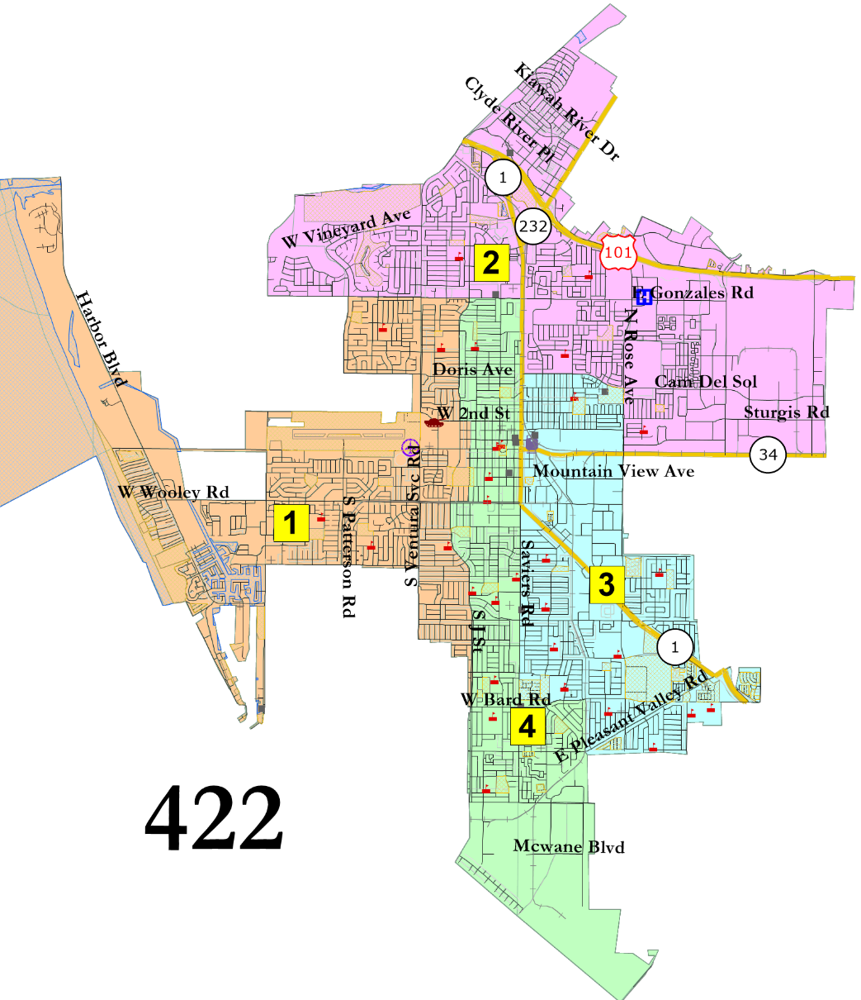 Kiawah River Dr
Clyde River Pl
1
232
W Vineyard Ave
101
2
E Gonzales Rd
H
Harbor Blvd
N Rose Ave
Doris Ave
Cam Del Sol
W 2nd St
Sturgis Rd
34
Mountain View Ave
W Wooley Rd
S Ventura Svc Rd
1
S Patterson Rd
Saviers Rd
3
S J St
1
W Bard Rd
E Pleasant Valley Rd
4
422
Mcwane Blvd